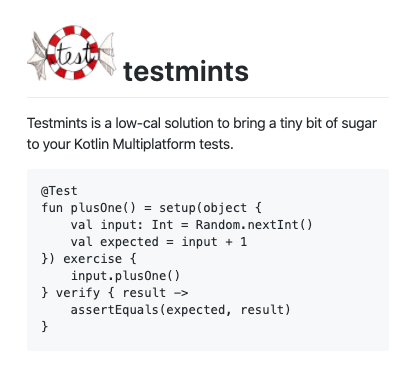 test
testmints
Testmints is a low-cal solution to bring a tiny bit of sugar
to your Kotlin Multiplatform tests.
@Test
fun plusOne() = setup(object {
    val input: Int = Random.nextInt()
    val expected = input + 1
}) exercise {
    input.plusOne()
} verify { result ->
    assertEquals(expected, result)
}